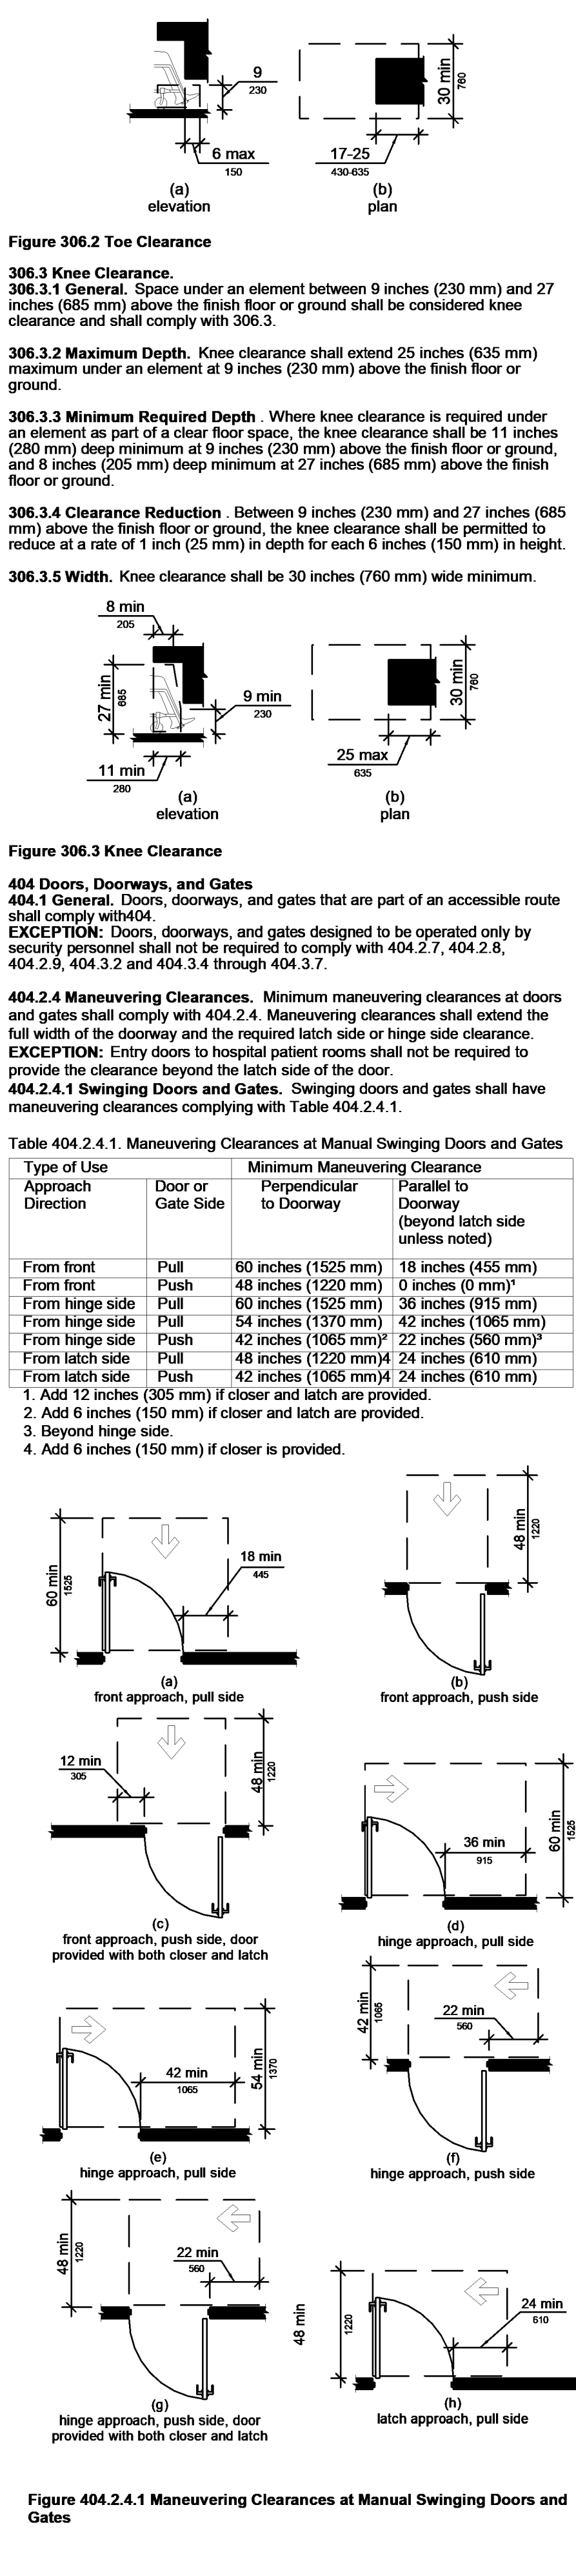 9
230
6 max
150
30 min
760
17-25
430-635
(a)
elevation
(b)
plan
Figure 306.2 Toe Clearance
306.3 Knee Clearance.
306.3.1 General. Space under an element between 9 inches (230 mm) and 27
inches (685 mm) above the finish floor or ground shall be considered knee
clearance and shall comply with 306.3.
306.3.2 Maximum Depth. Knee clearance shall extend 25 inches (635 mm)
maximum under an element at 9 inches (230 mm) above the finish floor or
ground.
306.3.3 Minimum Required Depth . Where knee clearance is required under
an element as part of a clear floor space, the knee clearance shall be 11 inches
(280 mm) deep minimum at 9 inches (230 mm) above the finish floor or ground,
and 8 inches (205 mm) deep minimum at 27 inches (685 mm) above the finish
floor or ground.
306.3.4 Clearance Reduction . Between 9 inches (230 mm) and 27 inches (685
mm) above the finish floor or ground, the knee clearance shall be permitted to
reduce at a rate of 1 inch (25 mm) in depth for each 6 inches (150 mm) in height.
306.3.5 Width. Knee clearance shall be 30 inches (760 mm) wide minimum.
8 min
205
27 min
685
9 min
230
11 min
280
30 min
760
25 max
635
(a)
elevation
(b)
plan
Figure 306.3 Knee Clearance
404 Doors, Doorways, and Gates
404.1 General. Doors, doorways, and gates that are part of an accessible route
shall comply with404.
EXCEPTION: Doors, doorways, and gates designed to be operated only by
security personnel shall not be required to comply with 404.2.7, 404.2.8,
404.2.9, 404.3.2 and 404.3.4 through 404.3.7.
404.2.4 Maneuvering Clearances. Minimum maneuvering clearances at doors
and gates shall comply with 404.2.4. Maneuvering clearances shall extend the
full width of the doorway and the required latch side or hinge side clearance.
EXCEPTION: Entry doors to hospital patient rooms shall not be required to
provide the clearance beyond the latch side of the door.
404.2.4.1 Swinging Doors and Gates. Swinging doors and gates shall have
maneuvering clearances complying with Table 404.2.4.1.
Table 404.2.4.1. Maneuvering Clearances at Manual Swinging Doors and Gates
Type of Use Minimum Maneuvering Clearance
Approach Door or Perpendicular Parallel to
Direction Gate Side to Doorway Doorway
(beyond latch side
unless noted)
From front Pull 60 inches (1525 mm) 18 inches (455 mm)
From front Push 48 inches (1220 mm) 0 inches (0 mm)¹
From hinge side Pull 60 inches (1525 mm) 36 inches (915 mm)
From hinge side Pull 54 inches (1370 mm) 42 inches (1065 mm)
From hinge side Push 42 inches (1065 mm)² 22 inches (560 mm)³
From latch side Pull 48 inches (1220 mm)4 24 inches (610 mm)
From latch side Push 42 inches (1065 mm)4 24 inches (610 mm)
1. Add 12 inches (305 mm) if closer and latch are provided.
2. Add 6 inches (150 mm) if closer and latch are provided.
3. Beyond hinge side.
4. Add 6 inches (150 mm) if closer is provided.
60 min
1525
18 min
445
(a)
front approach, pull side
48 min
1220
(b)
front approach, push side
12 min
305
48 min
1220
(c)
front approach, push side, door
provided with both closer and latch
36 min
915
60 min
1525
(d)
hinge approach, pull side
42 min
1065
54 min
1370
(e)
hinge approach, pull side
42 min
1065
22 min
560
(f)
hinge approach, push side
48 min
1220
22 min
560
(g)
hinge approach, push side, door
provided with both closer and latch
48 min
1220
24 min
610
(h)
latch approach, pull side
Figure 404.2.4.1 Maneuvering Clearances at Manual Swinging Doors and
Gates